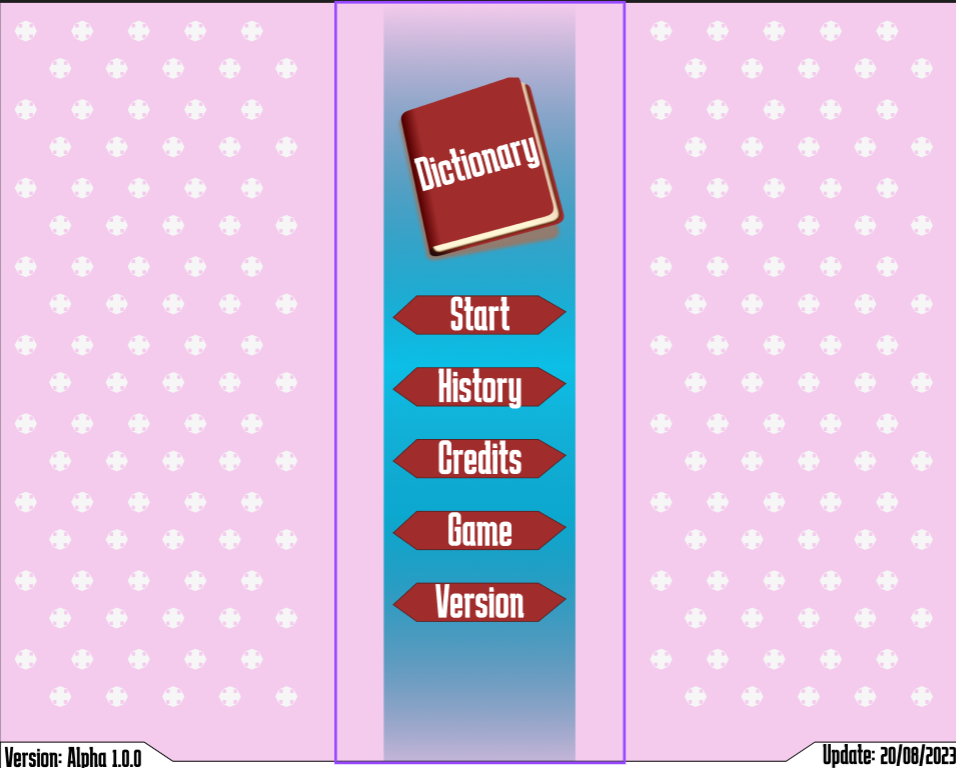 Dictionary
Start
History
Credits
Game
Version
Version: Alpha 1.0.0
Update: 20/08/2023